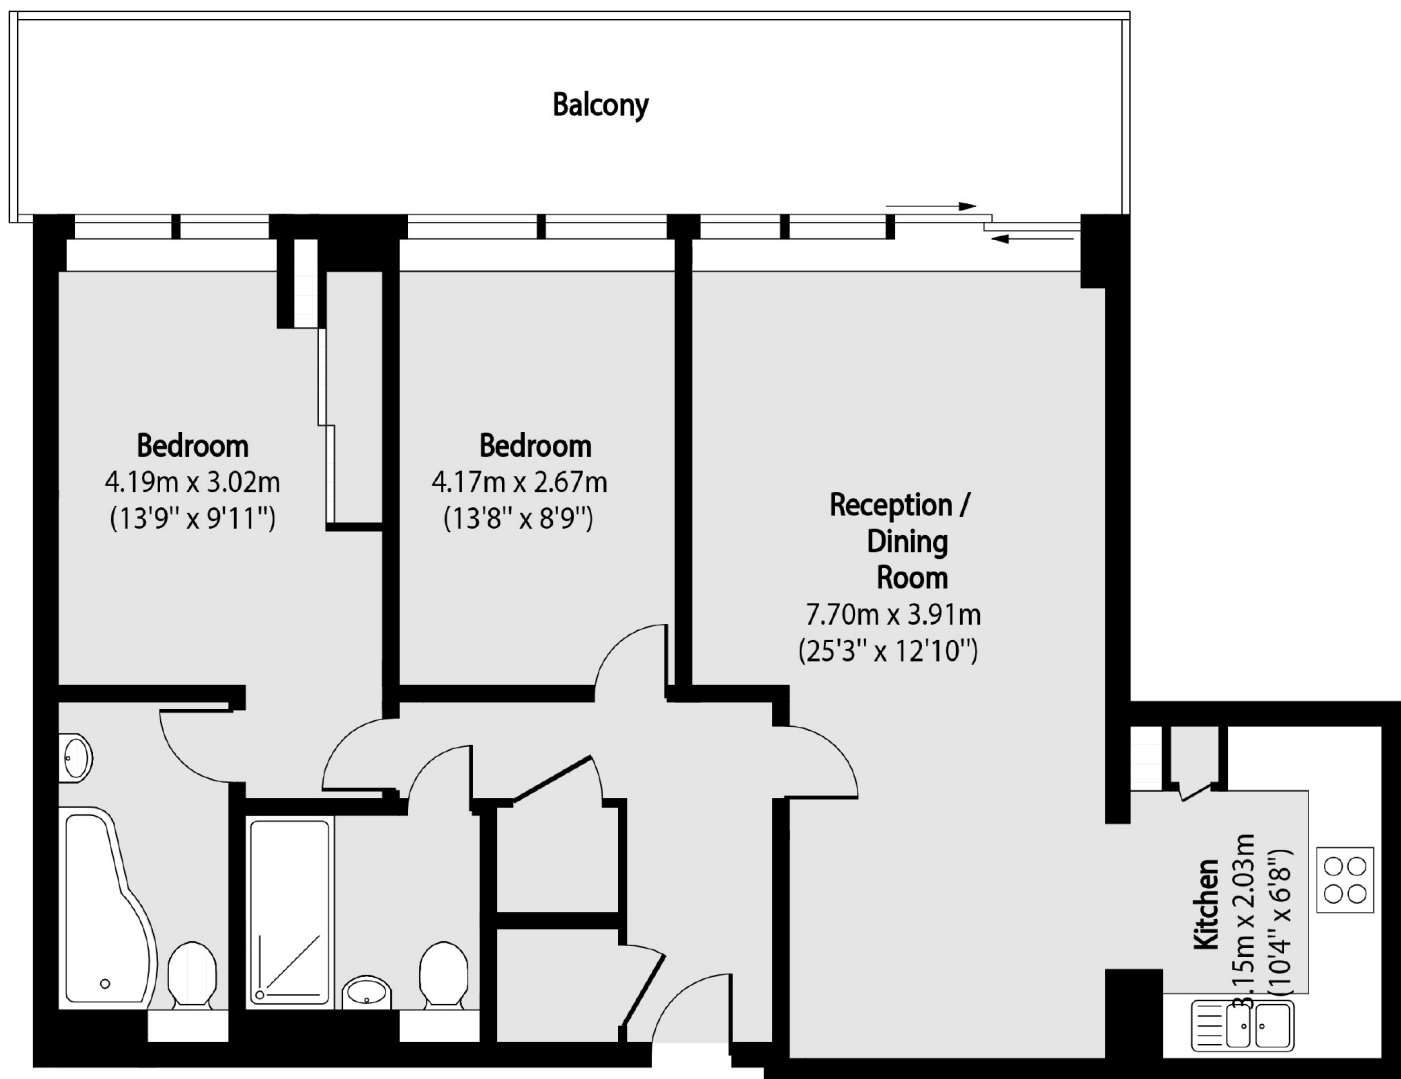 Balcony
Bedroom
4.19m x 3.02m
(13'9" x 9'11")
Bedroom
4.17m x 2.67m
(13'8" x 8'9")
Reception /
Dining
Room
7.70m x 3.91m
(25'3" x 12'10")
Kitchen
3.15m x 2.03m
(10'4" x 6'8")